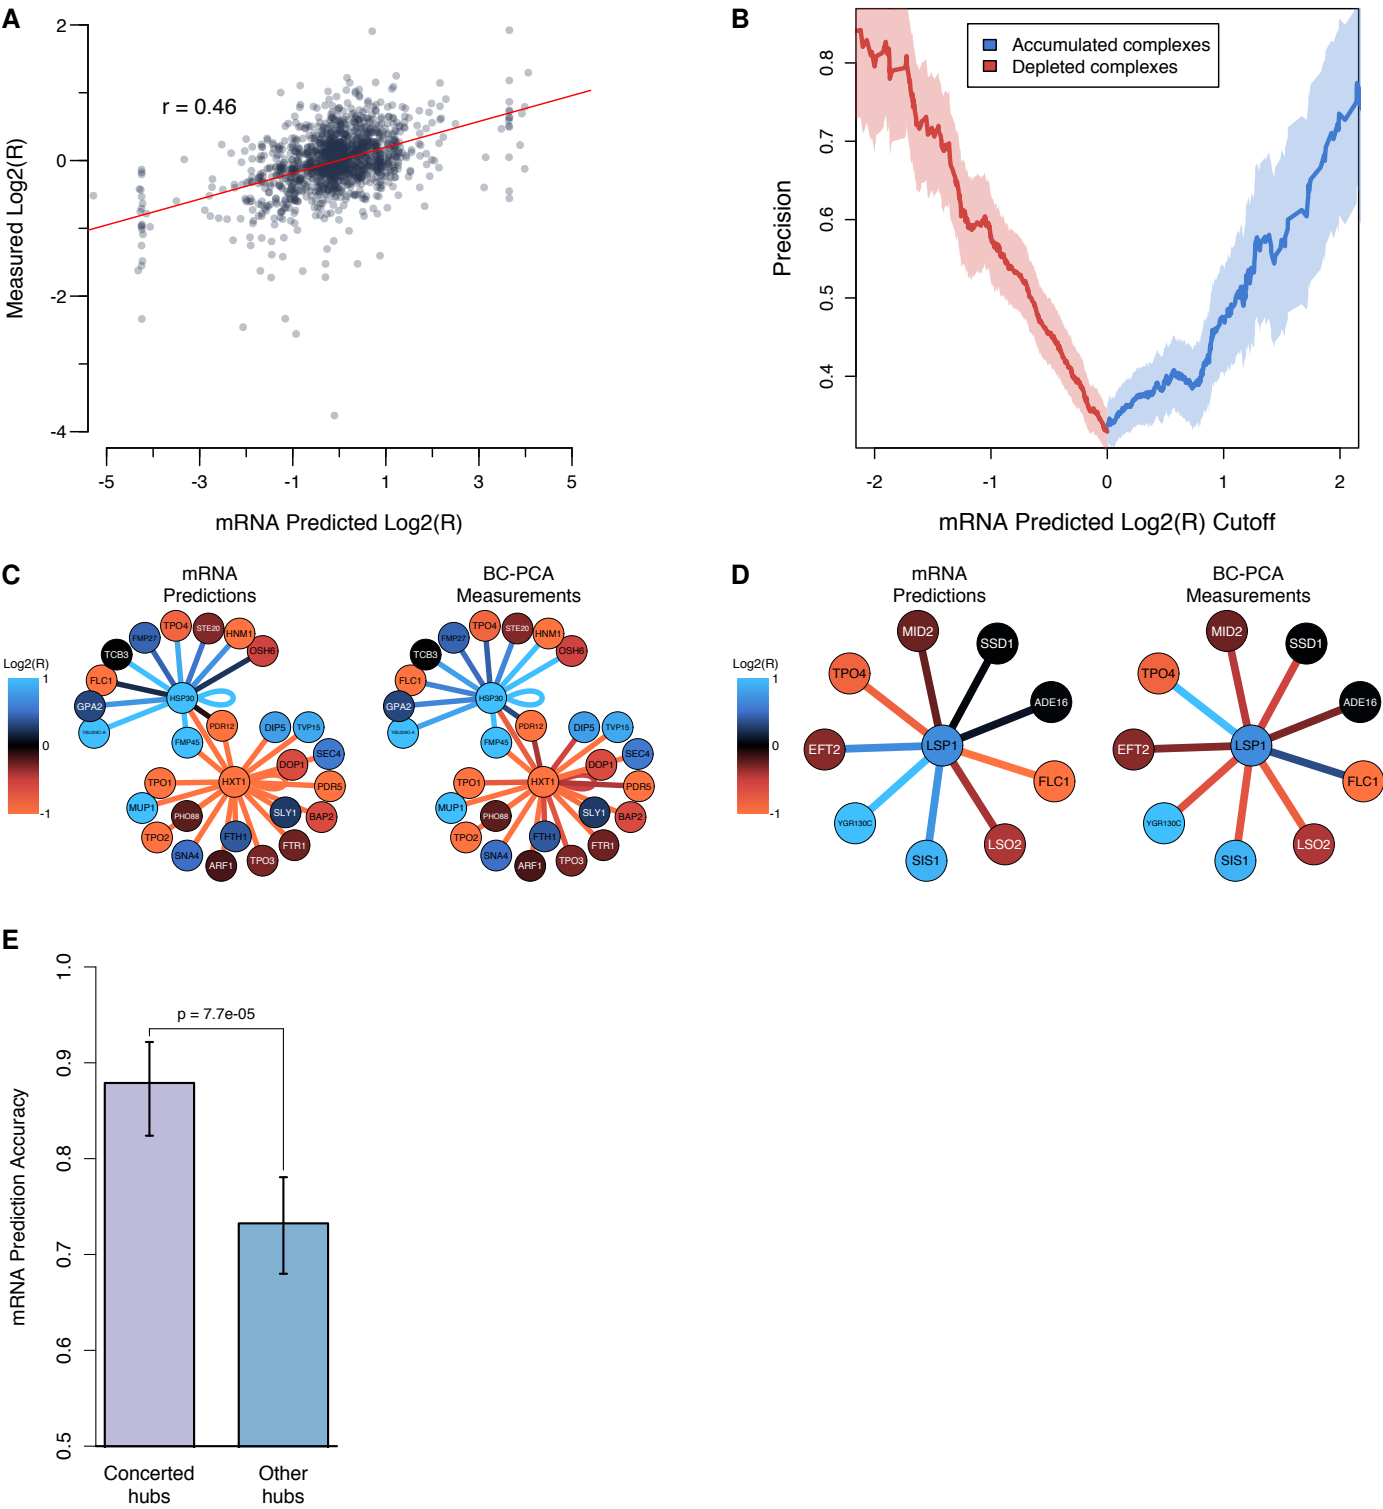 A
2
0
-2
-4
Measured Log2(R)
r = 0.46
-5
-3
-1
1
3
5
mRNA Predicted Log2(R)
B
Accumulated complexes
Depleted complexes
0.8
0.7
0.6
0.5
0.4
Precision
-2
-1
0
1
2
mRNA Predicted Log2(R) Cutoff
C
mRNA
Predictions
BC-PCA
Measurements
Log2(R)
1
0
-1
TPO4
STE20
HNM1
FMP27
OSH6
TCB3
FLC1
GPA2
HSP30
PDR12
FMP45
DIP5
TVP15
SEC4
DOP1
HXT1
PDR5
TPO1
MUP1
PHO88
SLY1
BAP2
TPO2
FTH1
FTR1
SNA4
ARF1
TPO3
TPO4
STE20
HNM1
FMP27
OSH6
TCB3
FLC1
GPA2
HSP30
PDR12
FMP45
DIP5
TVP15
SEC4
DOP1
HXT1
PDR5
TPO1
MUP1
PHO88
SLY1
BAP2
TPO2
FTH1
FTR1
SNA4
ARF1
TPO3
D
mRNA
Predictions
BC-PCA
Measurements
Log2(R)
1
0
-1
MID2
SSD1
TPO4
ADE16
EFT2
LSP1
FLC1
YGR130C
LSO2
SIS1
MID2
SSD1
TPO4
ADE16
EFT2
LSP1
FLC1
YGR130C
LSO2
SIS1
E
1.0
0.9
0.8
0.7
0.6
0.5
mRNA Prediction Accuracy
p = 7.7e-05
Concerted
hubs
Other
hubs